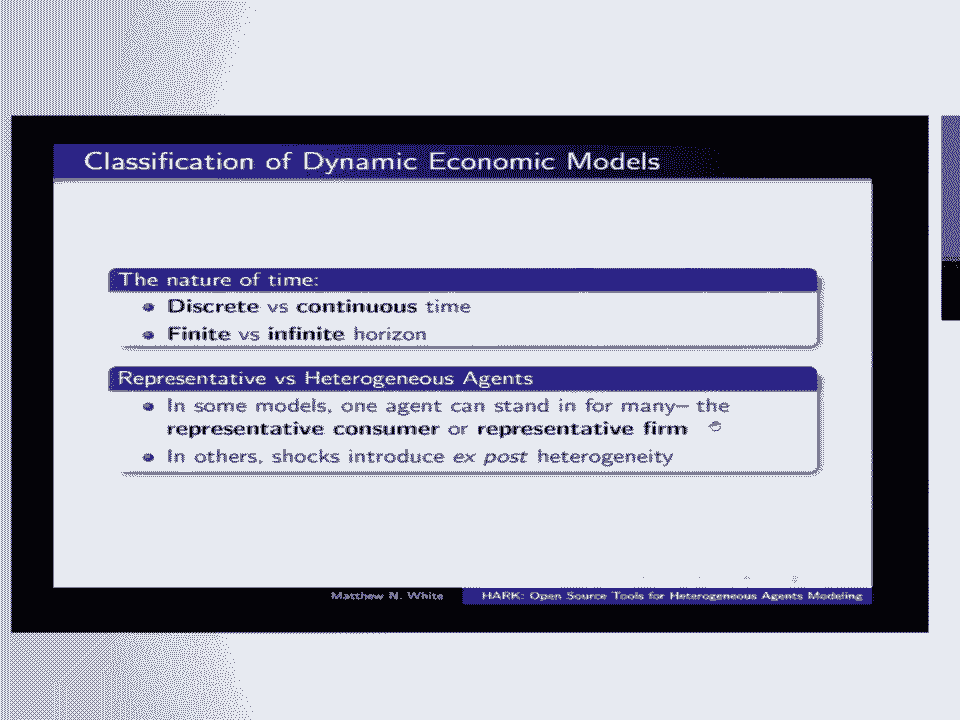 Classification of Dynamic Economic Models
The nature of time:
Discrete vs continuous time
Finite vs infinite horizon
Representative vs Heterogeneous Agents
In some models, one agent can stand in for many– the
representative consumer or representative firm
In others, shocks introduce ex post heterogeneity
Matthew N. White
HARK: Open Source Tools for Heterogeneous Agents Modeling